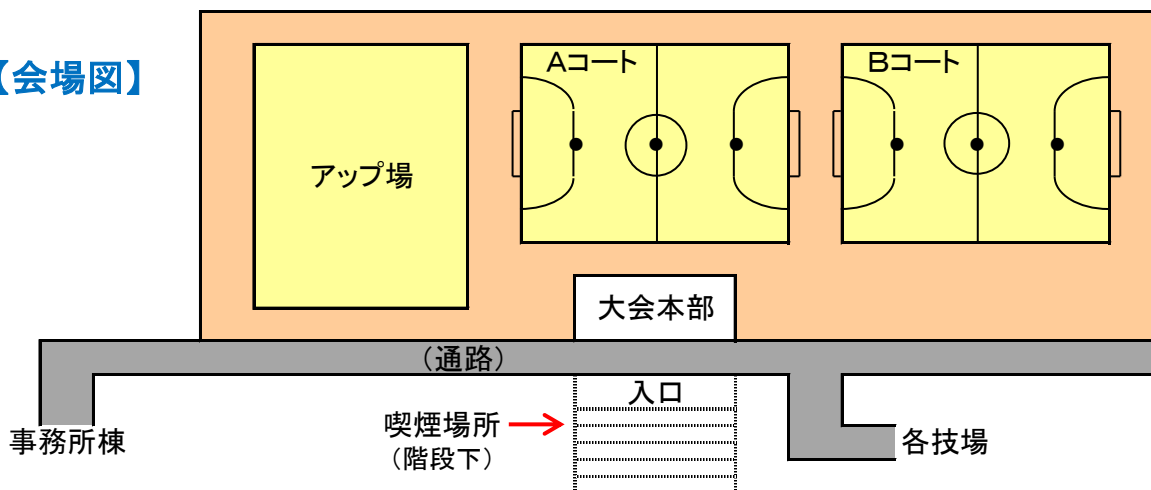 【会場図】
Aコート
Bコート
アップ場
大会本部
（通路）
入口
喫煙場所
（階段下）
事務所棟
各技場